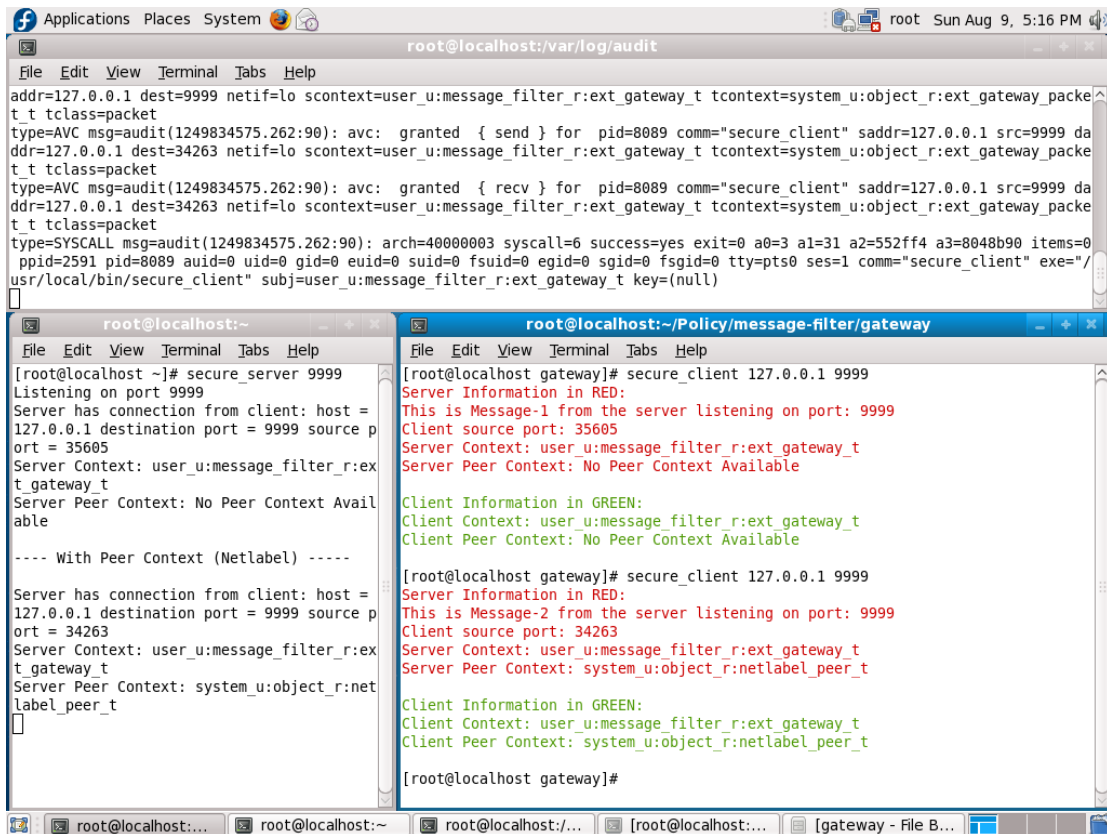 Applications Places System root Sun Aug 9, 5:16 PM
root@localhost:/var/log/audit
File Edit View Terminal Tabs Help
addr=127.0.0.1 dest=9999 netif=lo scontext=user_u:message_filter_r:ext_gateway_t tcontext=system_u:object_r:ext_gateway_packe
t_t tclass=packet
type=AVC msg=audit(1249834575.262:90): avc:  granted  { send } for  pid=8089 comm="secure_client" saddr=127.0.0.1 src=9999 da
ddr=127.0.0.1 dest=34263 netif=lo scontext=user_u:message_filter_r:ext_gateway_t tcontext=system_u:object_r:ext_gateway_packe
t_t tclass=packet
type=AVC msg=audit(1249834575.262:90): avc:  granted  { recv } for  pid=8089 comm="secure_client" saddr=127.0.0.1 src=9999 da
ddr=127.0.0.1 dest=34263 netif=lo scontext=user_u:message_filter_r:ext_gateway_t tcontext=system_u:object_r:ext_gateway_packe
t_t tclass=packet
type=SYSCALL msg=audit(1249834575.262:90): arch=40000003 syscall=6 success=yes exit=0 a0=3 a1=31 a2=552ff4 a3=8048b90 items=0
 ppid=2591 pid=8089 auid=0 uid=0 gid=0 euid=0 suid=0 fsuid=0 egid=0 sgid=0 fsgid=0 tty=pts0 ses=1 comm="secure_client" exe="/
usr/local/bin/secure_client" subj=user_u:message_filter_r:ext_gateway_t key=(null)
root@localhost:~
File Edit View Terminal Tabs Help
[root@localhost ~]# secure_server 9999
Listening on port 9999
Server has connection from client: host =
127.0.0.1 destination port = 9999 source p
ort = 35605
Server Context: user_u:message_filter_r:ex
t_gateway_t
Server Peer Context: No Peer Context Avail
able
---- With Peer Context (Netlabel) -----
Server has connection from client: host =
127.0.0.1 destination port = 9999 source p
ort = 34263
Server Context: user_u:message_filter_r:ex
t_gateway_t
Server Peer Context: system_u:object_r:net
label_peer_t
root@localhost:~/Policy/message-filter/gateway
File Edit View Terminal Tabs Help
[root@localhost gateway]# secure_client 127.0.0.1 9999
Server Information in RED:
This is Message-1 from the server listening on port: 9999
Client source port: 35605
Server Context: user_u:message_filter_r:ext_gateway_t
Server Peer Context: No Peer Context Available
Client Information in GREEN:
Client Context: user_u:message_filter_r:ext_gateway_t
Client Peer Context: No Peer Context Available
[root@localhost gateway]# secure_client 127.0.0.1 9999
Server Information in RED:
This is Message-2 from the server listening on port: 9999
Client source port: 34263
Server Context: user_u:message_filter_r:ext_gateway_t
Server Peer Context: system_u:object_r:netlabel_peer_t
Client Information in GREEN:
Client Context: user_u:message_filter_r:ext_gateway_t
Client Peer Context: system_u:object_r:netlabel_peer_t
[root@localhost gateway]#
root@localhost:... root@localhost:~ root@localhost:/... [root@localhost:... [gateway - File B...